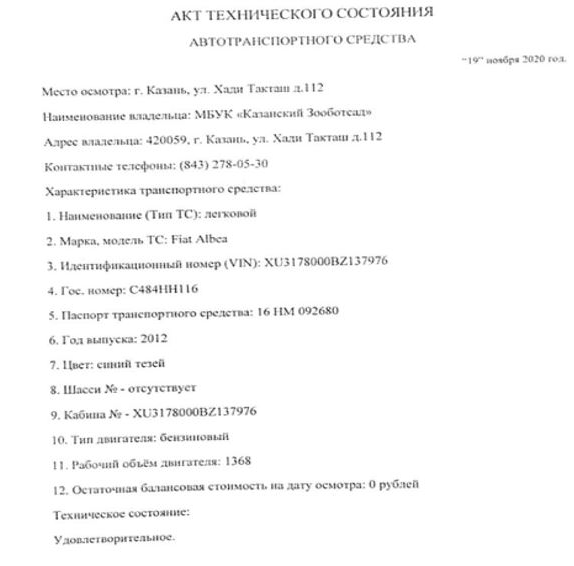 АКТ ТЕХНИЧЕСКОГО СОСТОЯНИЯ
АВТОТРАНСПОРТНОГО СРЕДСТВА
"19" ноября 2020 год.
Место осмотра: г. Казань, ул. Хади Такташ д.112
Наименование владельца: МБУК «Казанский Зооботсад»
Адрес владельца: 420059, г. Казань, ул. Хади Такташ д.112
Контактные телефоны: (843) 278-05-30
Характеристика транспортного средства:
1. Наименование (Тип ТС): легковой
2. Марка, модель ТС: Fiat Albea
3. Идентификационный номер (VIN): XU3178000BZ137976
4. Гос. номер: С484НН116
5. Паспорт транспортного средства: 16 НМ 092680
6. Год выпуска: 2012
7. Цвет: синий тезей
8. Шасси № - отсутствует
9. Кабина № - XU3178000BZ137976
10. Тип двигателя: бензиновый
11. Рабочий объём двигателя: 1368
12. Остаточная балансовая стоимость на дату осмотра: 0 рублей
Техническое состояние:
Удовлетворительное.